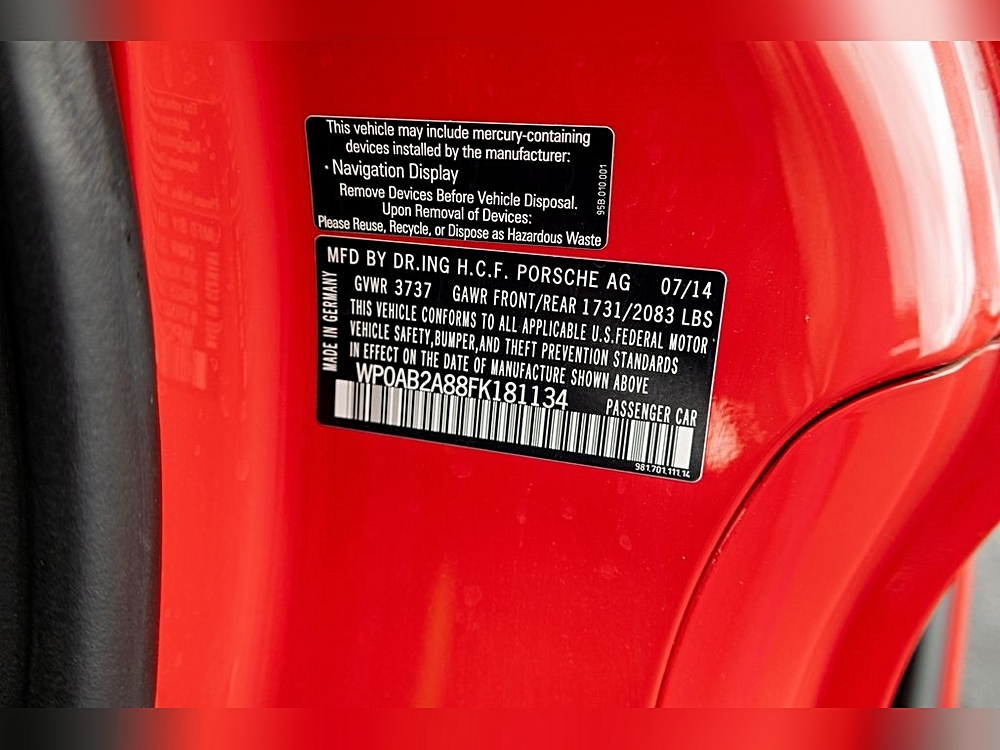 This vehicle may include mercury-containing
devices installed by the manufacturer:
· Navigation Display
Remove Devices Before Vehicle Disposal.
Upon Removal of Devices:
Please Reuse, Recycle, or Dispose as Hazardous Waste
95B.010.001
MFD BY DR.ING H.C.F. PORSCHE AG 07/14
GVWR 3737 GAWR FRONT/REAR 1731/2083 LBS
THIS VEHICLE CONFORMS TO ALL APPLICABLE U.S.FEDERAL MOTOR
VEHICLE SAFETY,BUMPER,AND THEFT PREVENTION STANDARDS
IN EFFECT ON THE DATE OF MANUFACTURE SHOWN ABOVE
WP0AB2A88FK181134 PASSENGER CAR
MADE IN GERMANY
981.701.111.14